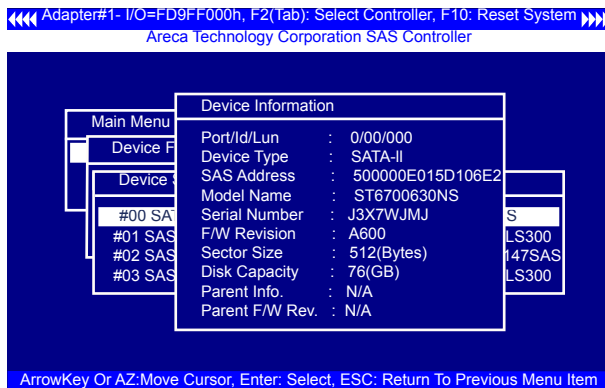 Adapter#1- I/O=FD9FF000h, F2(Tab): Select Controller, F10: Reset System
Areca Technology Corporation SAS Controller
Main Menu
Device F
Device
Device Information
Port/Id/Lun : 0/00/000
Device Type : SATA-ll
SAS Address : 500000E015D106E2
Model Name : ST6700630NS
Serial Number : J3X7WJMJ
F/W Revision : A600
Sector Size : 512(Bytes)
Disk Capacity : 76(GB)
Parent Info. : N/A
Parent F/W Rev. : N/A
#00 SA S
#01 SAS LS300
#02 SAS 147SAS
#03 SAS LS300
ArrowKey Or AZ:Move Cursor, Enter: Select, ESC: Return To Previous Menu Item